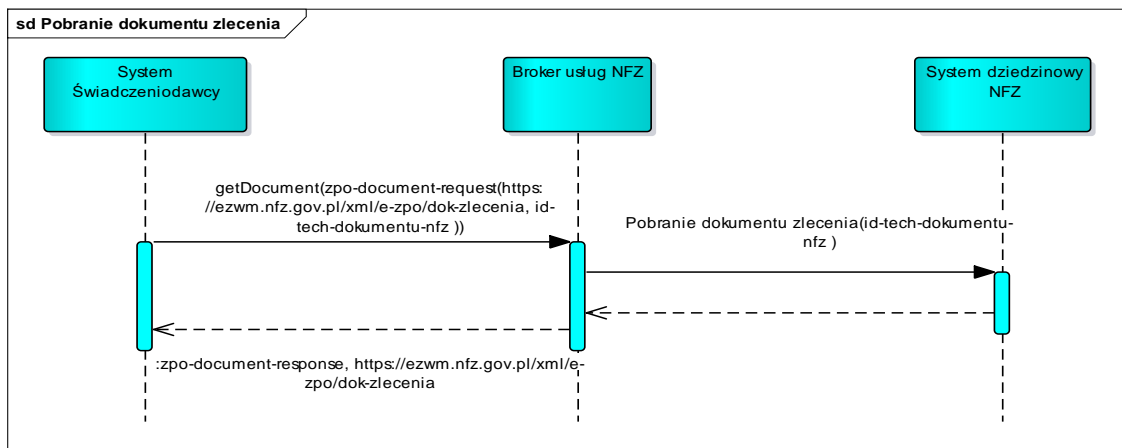 sd Pobranie dokumentu zlecenia
System
Świadczeniodawcy
Broker usług NFZ
System dziedzinowy
NFZ
getDocument(zpo-document-request(https:
//ezwm.nfz.gov.pl/xml/e-zpo/dok-zlecenia, id-
tech-dokumentu-nfz ))
Pobranie dokumentu zlecenia(id-tech-dokumentu-
nfz )
:zpo-document-response, https://ezwm.nfz.gov.pl/xml/e-
zpo/dok-zlecenia